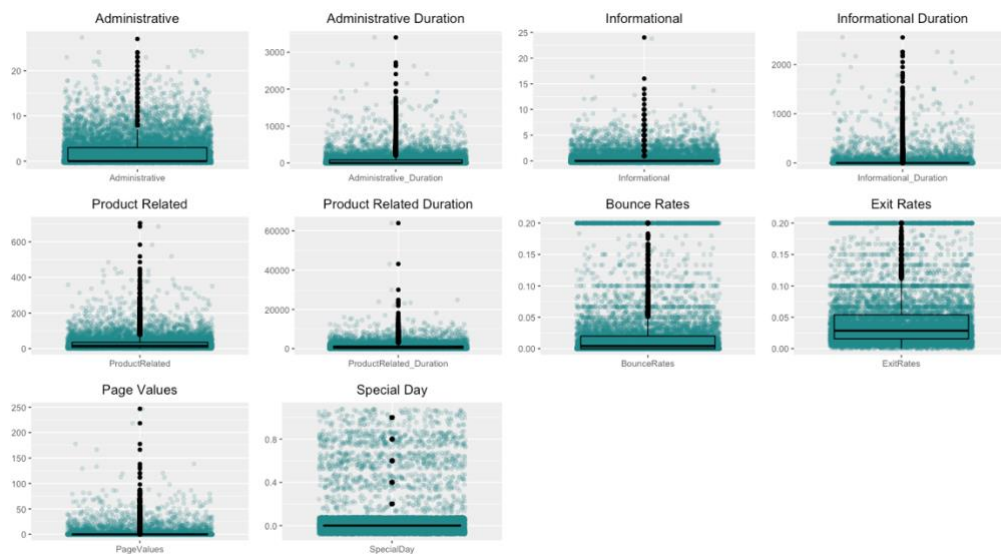 Administrative
20
10
0
Administrative
Administrative Duration
3000
2000
1000
0
Administrative_Duration
Informational
25
20
15
10
5
0
Informational
Informational Duration
2000
1000
0
Informational_Duration
Product Related
600
400
200
0
ProductRelated
Product Related Duration
60000
40000
20000
0
ProductRelated_Duration
Bounce Rates
0.20
0.15
0.10
0.05
0.00
BounceRates
Exit Rates
0.20
0.15
0.10
0.05
0.00
ExitRates
Page Values
250
200
150
100
50
0
PageValues
Special Day
0.8
0.4
0.0
SpecialDay